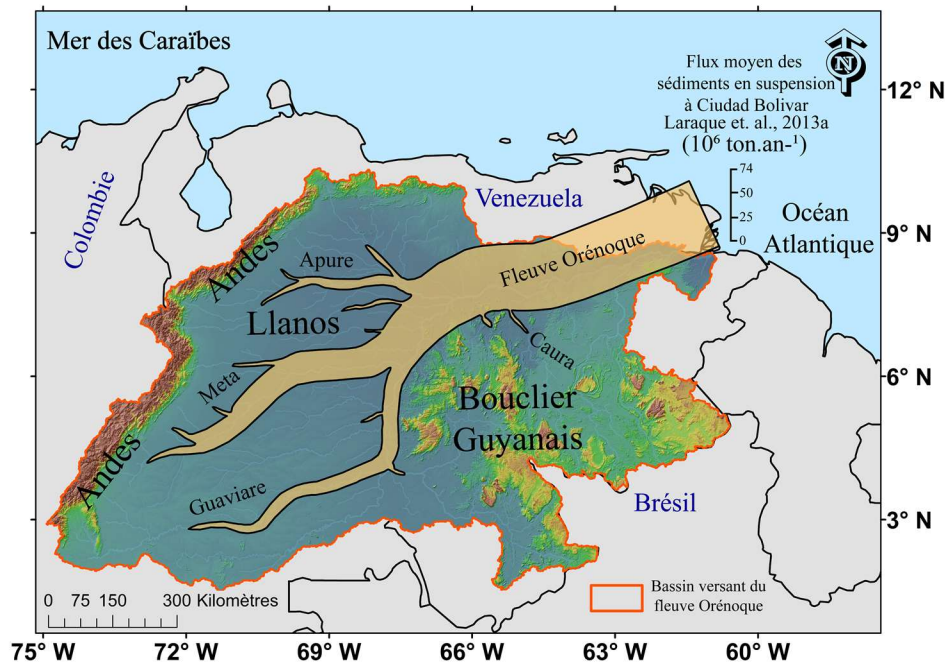 Mer des Caraïbes
N
Flux moyen des
sédiments en suspension
à Ciudad Bolivar
Laraque et. al., 2013a
(10⁶ ton.an-¹)
74
50
25
0
12° N
9° N
6° N
3° N
Colombie
Venezuela
Océan
Atlantique
Andes
Apure
Fleuve Orénoque
Llanos
Caura
Meta
Bouclier
Guyanais
Andes
Guaviare
Brésil
0 75 150 300 Kilomètres
Bassin versant du
fleuve Orénoque
75° W
72° W
69° W
66° W
63° W
60° W